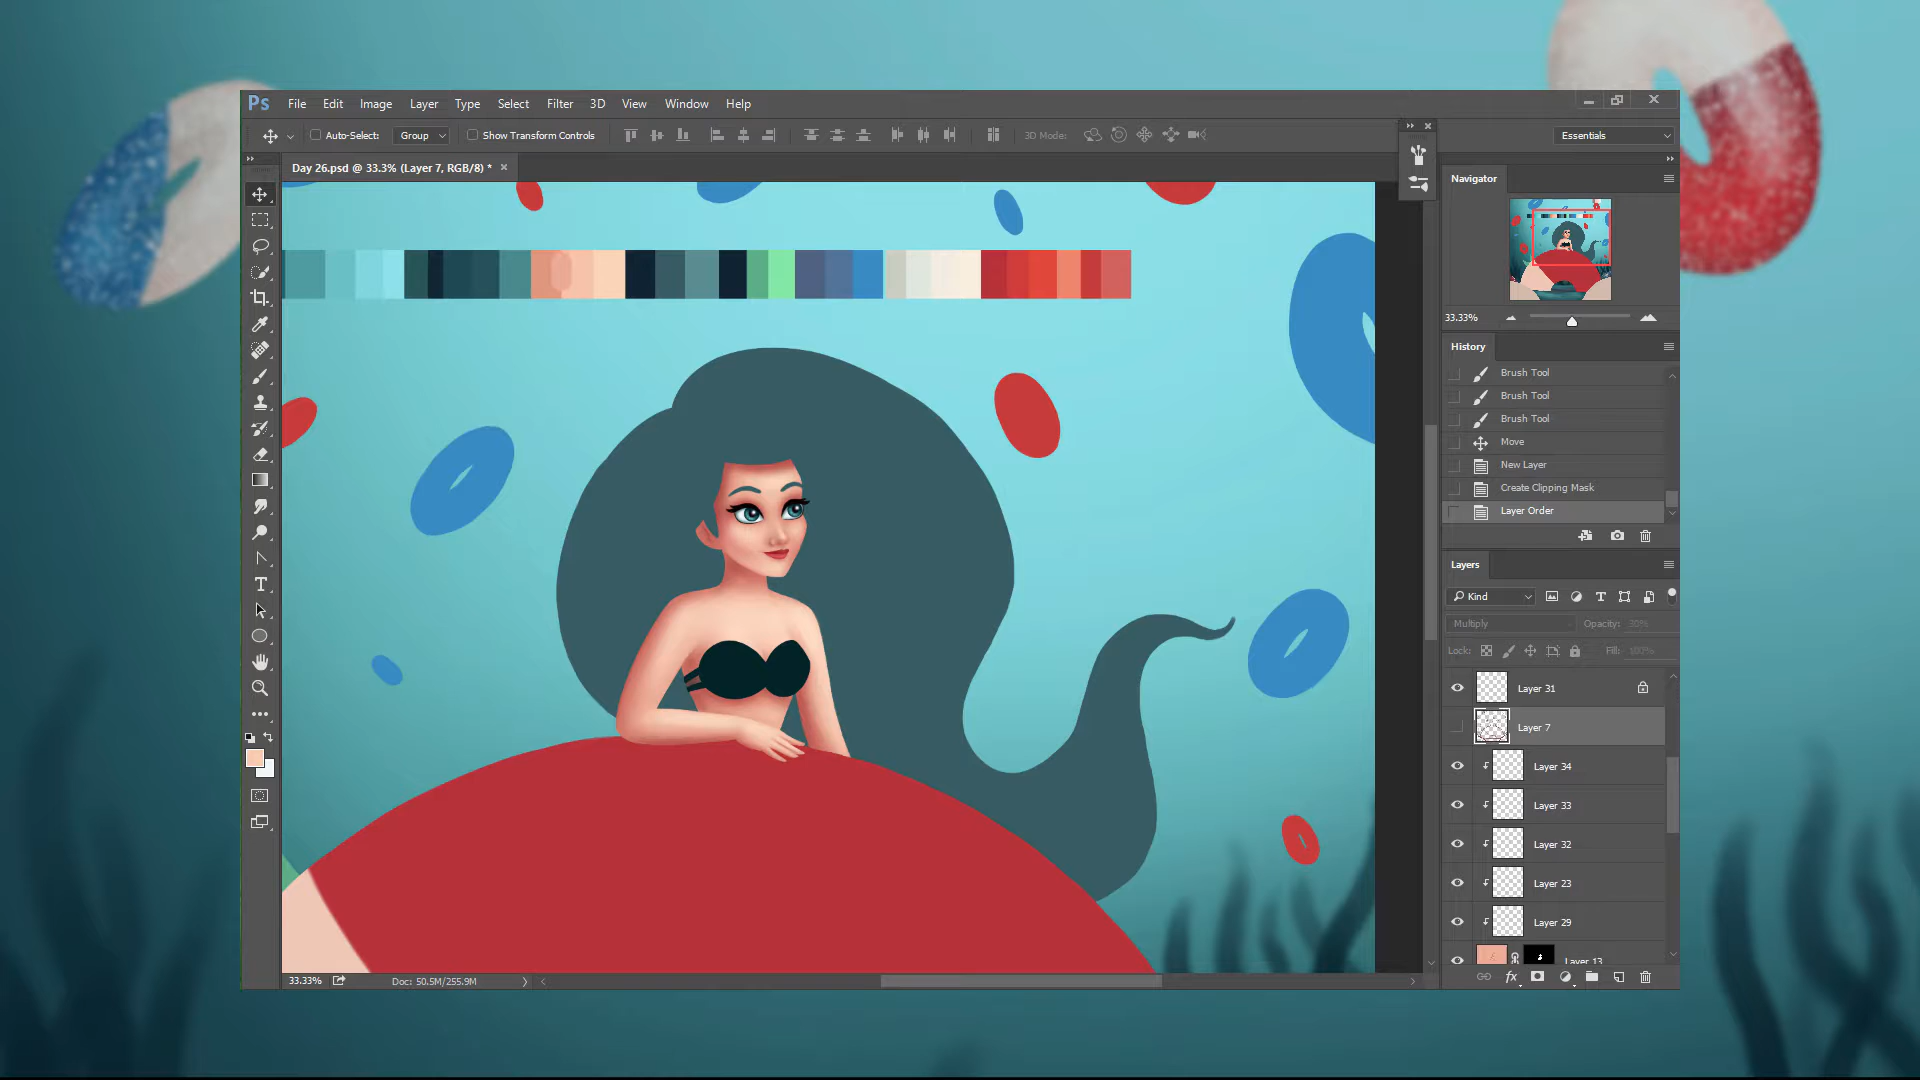 Ps File Edit Image Layer Type Select Filter 3D View Window Help
Auto-Select: Group Show Transform Controls 3D Mode: Essentials
Day 26.psd @ 33.3% (Layer 7, RGB/8) *
Navigator
33.33%
History
Brush Tool
Brush Tool
Brush Tool
Move
New Layer
Create Clipping Mask
Layer Order
Layers
Kind
Multiply Opacity: 30%
Lock: Fill: 100%
Layer 31
Layer 7
Layer 34
Layer 33
Layer 32
Layer 23
Layer 29
Layer 13
33.33% Doc: 50.5M/255.9M fx